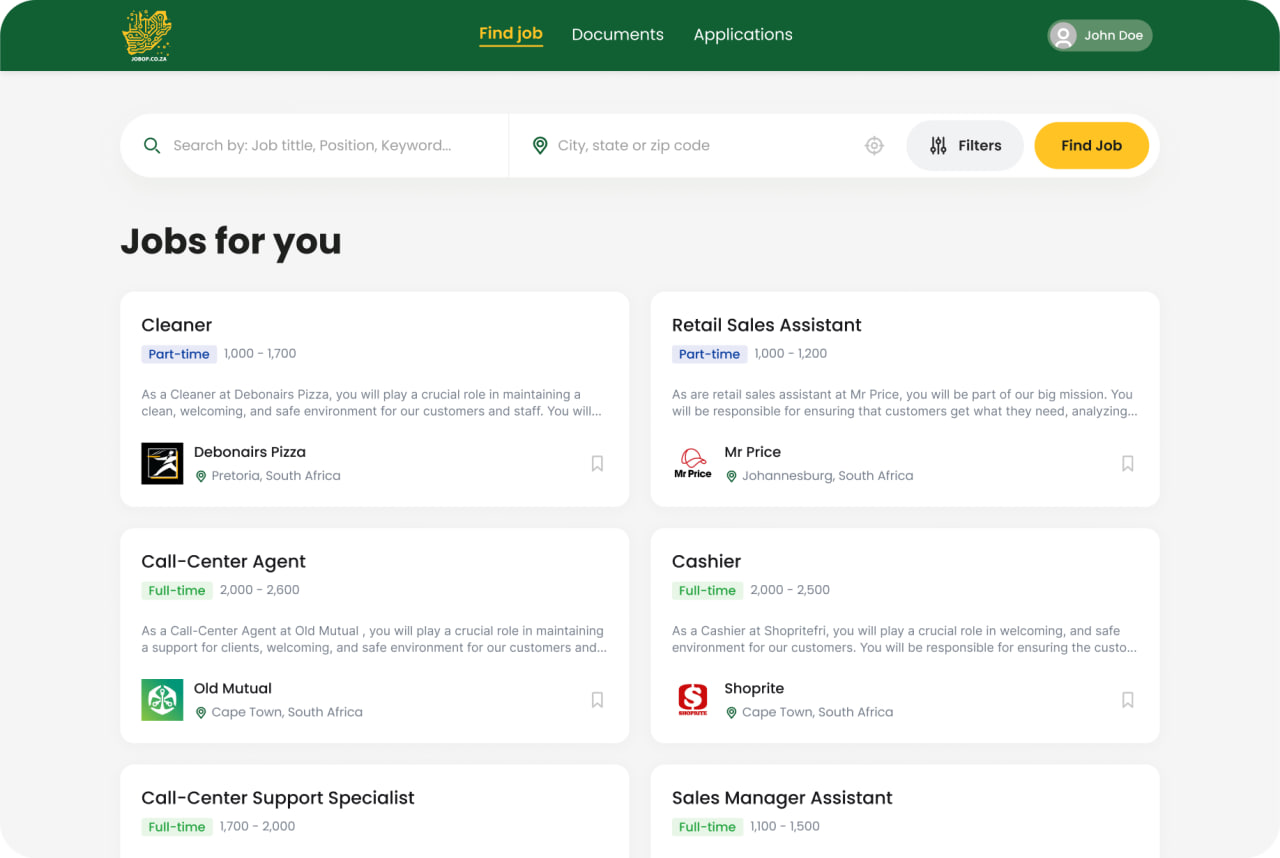 JOBOP.CO.ZA
Find job
Documents
Applications
John Doe
Search by: Job tittle, Position, Keyword...
City, state or zip code
Filters
Find Job
Jobs for you
Cleaner
Part-time 1,000 - 1,700
As a Cleaner at Debonairs Pizza, you will play a crucial role in maintaining a
clean, welcoming, and safe environment for our customers and staff. You will...
Debonairs Pizza
Pretoria, South Africa
Retail Sales Assistant
Part-time 1,000 - 1,200
As are retail sales assistant at Mr Price, you will be part of our big mission. You
will be responsible for ensuring that customers get what they need, analyzing...
Mr Price
Mr Price
Johannesburg, South Africa
Call-Center Agent
Full-time 2,000 - 2,600
As a Call-Center Agent at Old Mutual , you will play a crucial role in maintaining
a support for clients, welcoming, and safe environment for our customers and...
Old Mutual
Cape Town, South Africa
Cashier
Full-time 2,000 - 2,500
As a Cashier at Shopritefri, you will play a crucial role in welcoming, and safe
environment for our customers. You will be responsible for ensuring the custo...
SHOPRITE
Shoprite
Cape Town, South Africa
Call-Center Support Specialist
Full-time 1,700 - 2,000
Sales Manager Assistant
Full-time 1,100 - 1,500